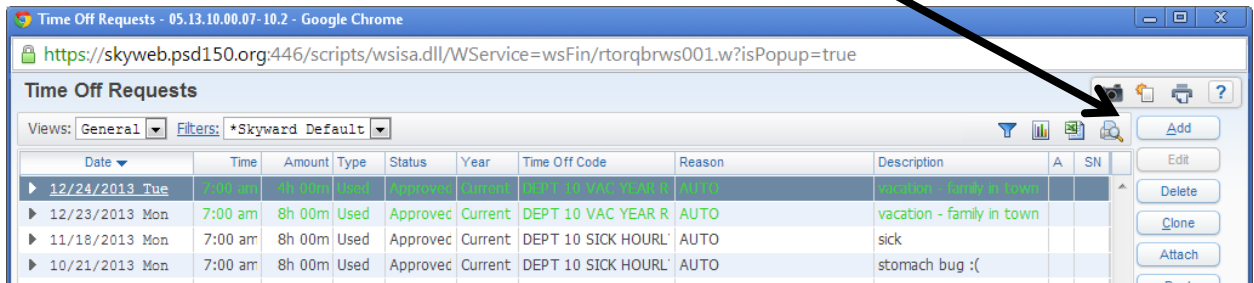 Time Off Requests - 05.13.10.00.07-10.2 - Google Chrome
https://skyweb.psd150.org:446/scripts/wsisa.dll/WService=wsFin/rtorqbrws001.w?isPopup=true
Time Off Requests ?
Views: General Filters: *Skyward Default Add
Date Time Amount Type Status Year Time Off Code Reason Description A SN Edit
12/24/2013 Tue 7:00 am 4h 00m Used Approved Current DEPT 10 VAC YEAR R AUTO vacation - family in town
Delete
12/23/2013 Mon 7:00 am 8h 00m Used Approved Current DEPT 10 VAC YEAR R AUTO vacation - family in town
Clone
11/18/2013 Mon 7:00 am 8h 00m Used Approved Current DEPT 10 SICK HOURL AUTO sick
Attach
10/21/2013 Mon 7:00 am 8h 00m Used Approved Current DEPT 10 SICK HOURL AUTO stomach bug :(